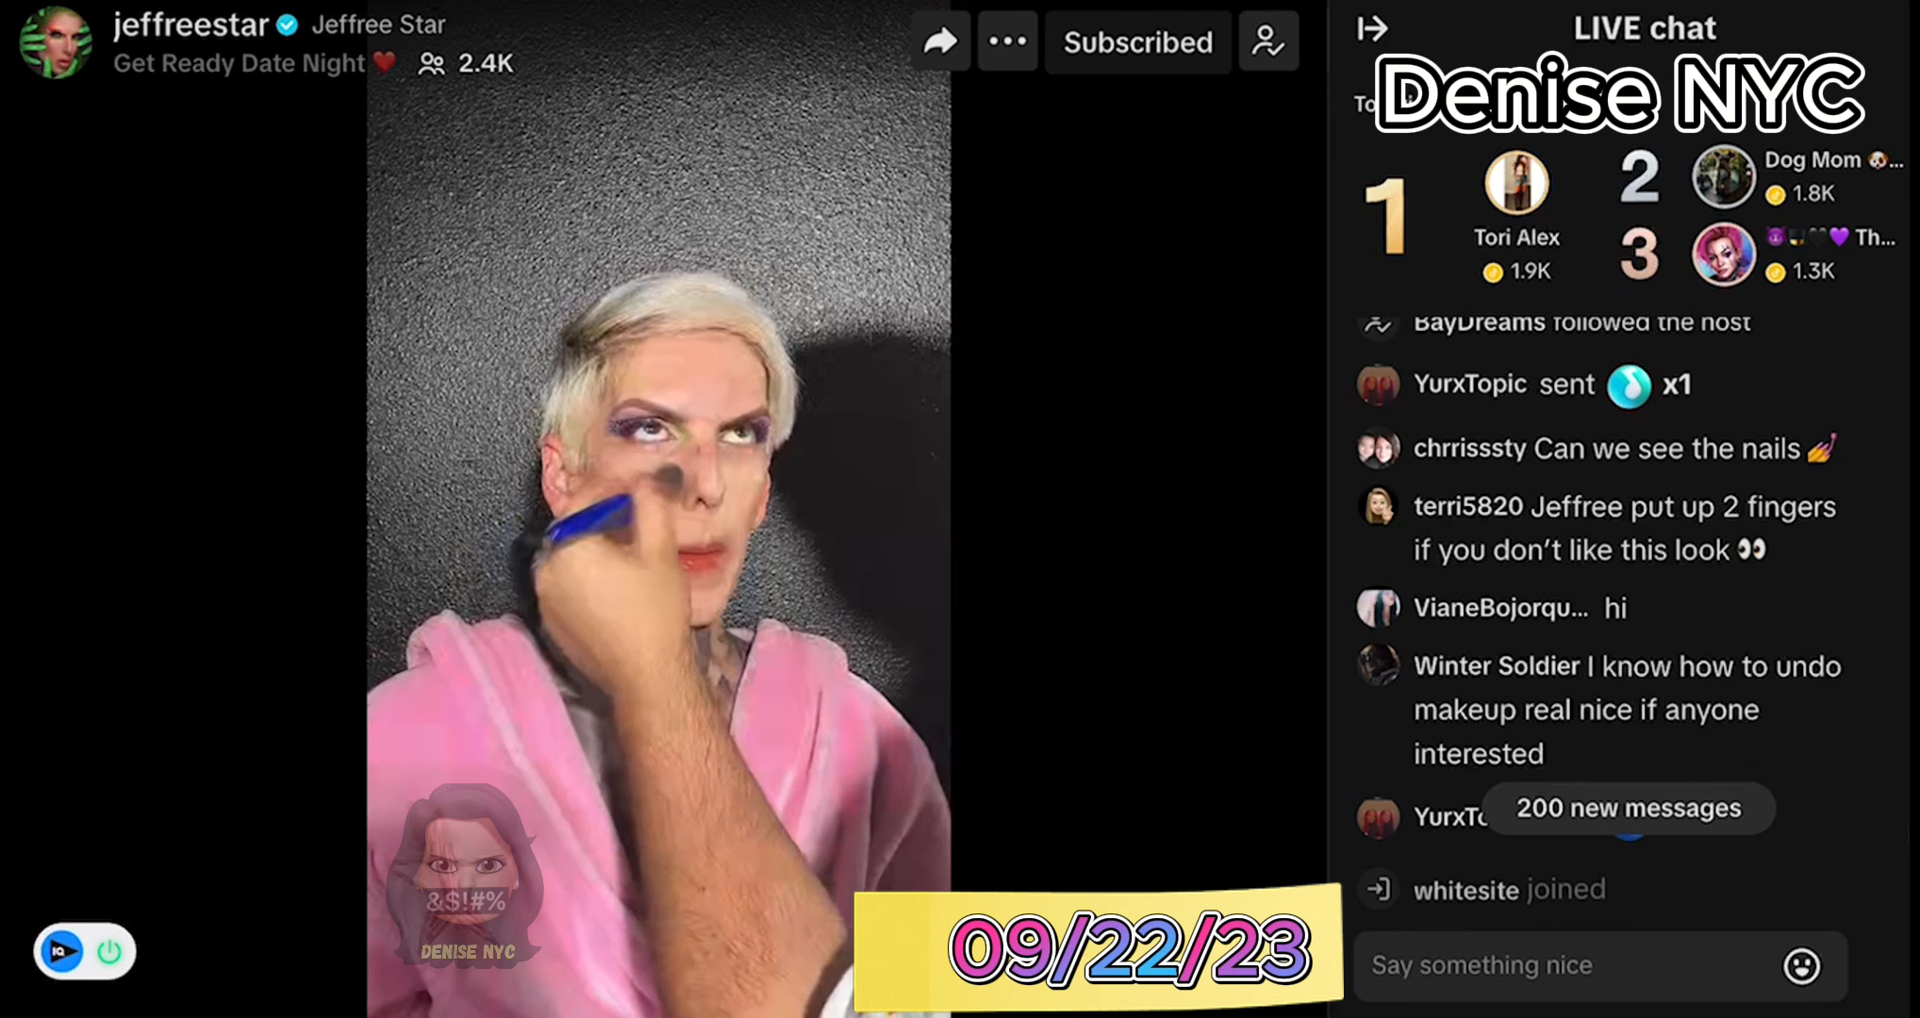 jeffreestar Jeffree Star
Get Ready Date Night ❤️ 2.4K
Subscribed
LIVE chat
Denise NYC
1
Tori Alex
1.9K
2
Dog Mom 🐶...
1.8K
3
😈 🖤💜 Th...
1.3K
BayDreams followed the host
YurxTopic sent x1
chrrisssty Can we see the nails 💅
terri5820 Jeffree put up 2 fingers
if you don’t like this look 👀
VianeBojorqu... hi
Winter Soldier I know how to undo
makeup real nice if anyone
interested
200 new messages
whitesite joined
Say something nice
09/22/23
&$!#%
DENISE NYC
IQ